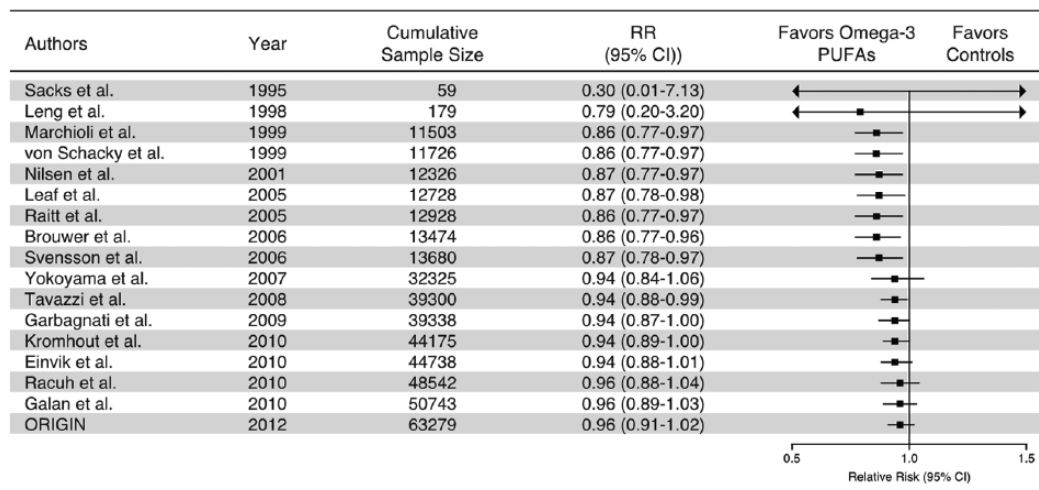 Authors Year Cumulative Sample Size RR (95% CI)) Favors Omega-3 PUFAs Favors Controls
Sacks et al. 1995 59 0.30 (0.01-7.13)
Leng et al. 1998 179 0.79 (0.20-3.20)
Marchioli et al. 1999 11503 0.86 (0.77-0.97)
von Schacky et al. 1999 11726 0.86 (0.77-0.97)
Nilsen et al. 2001 12326 0.87 (0.77-0.97)
Leaf et al. 2005 12728 0.87 (0.78-0.98)
Raitt et al. 2005 12928 0.86 (0.77-0.97)
Brouwer et al. 2006 13474 0.86 (0.77-0.96)
Svensson et al. 2006 13680 0.87 (0.78-0.97)
Yokoyama et al. 2007 32325 0.94 (0.84-1.06)
Tavazzi et al. 2008 39300 0.94 (0.88-0.99)
Garbagnati et al. 2009 39338 0.94 (0.87-1.00)
Kromhout et al. 2010 44175 0.94 (0.89-1.00)
Einvik et al. 2010 44738 0.94 (0.88-1.01)
Racuh et al. 2010 48542 0.96 (0.88-1.04)
Galan et al. 2010 50743 0.96 (0.89-1.03)
ORIGIN 2012 63279 0.96 (0.91-1.02)
0.5 1.0 1.5
Relative Risk (95% CI)